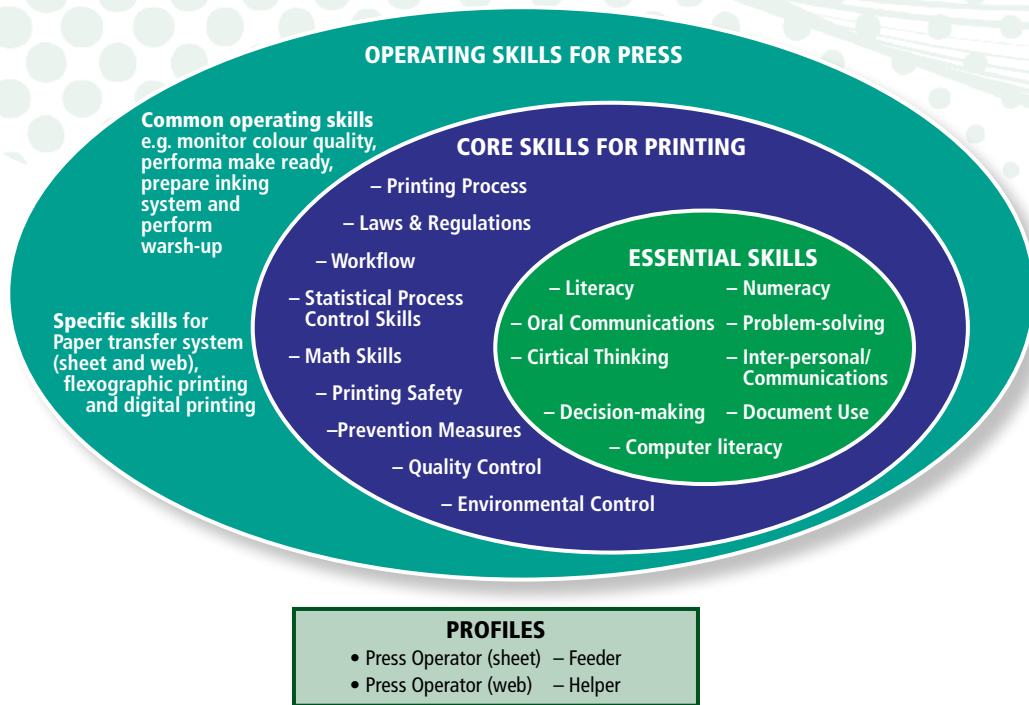 OPERATING SKILLS FOR PRESS
Common operating skills
e.g. monitor colour quality,
performa make ready,
prepare inking
system and
perform
warsh-up
Specific skills for
Paper transfer system
(sheet and web),
flexographic printing
and digital printing
CORE SKILLS FOR PRINTING
– Printing Process
– Laws & Regulations
– Workflow
– Statistical Process
Control Skills
– Math Skills
– Printing Safety
–Prevention Measures
– Quality Control
– Environmental Control
ESSENTIAL SKILLS
– Literacy
– Numeracy
– Oral Communications
– Problem-solving
– Cirtical Thinking
– Inter-personal/
Communications
– Decision-making
– Document Use
– Computer literacy
PROFILES
• Press Operator (sheet) – Feeder
• Press Operator (web) – Helper